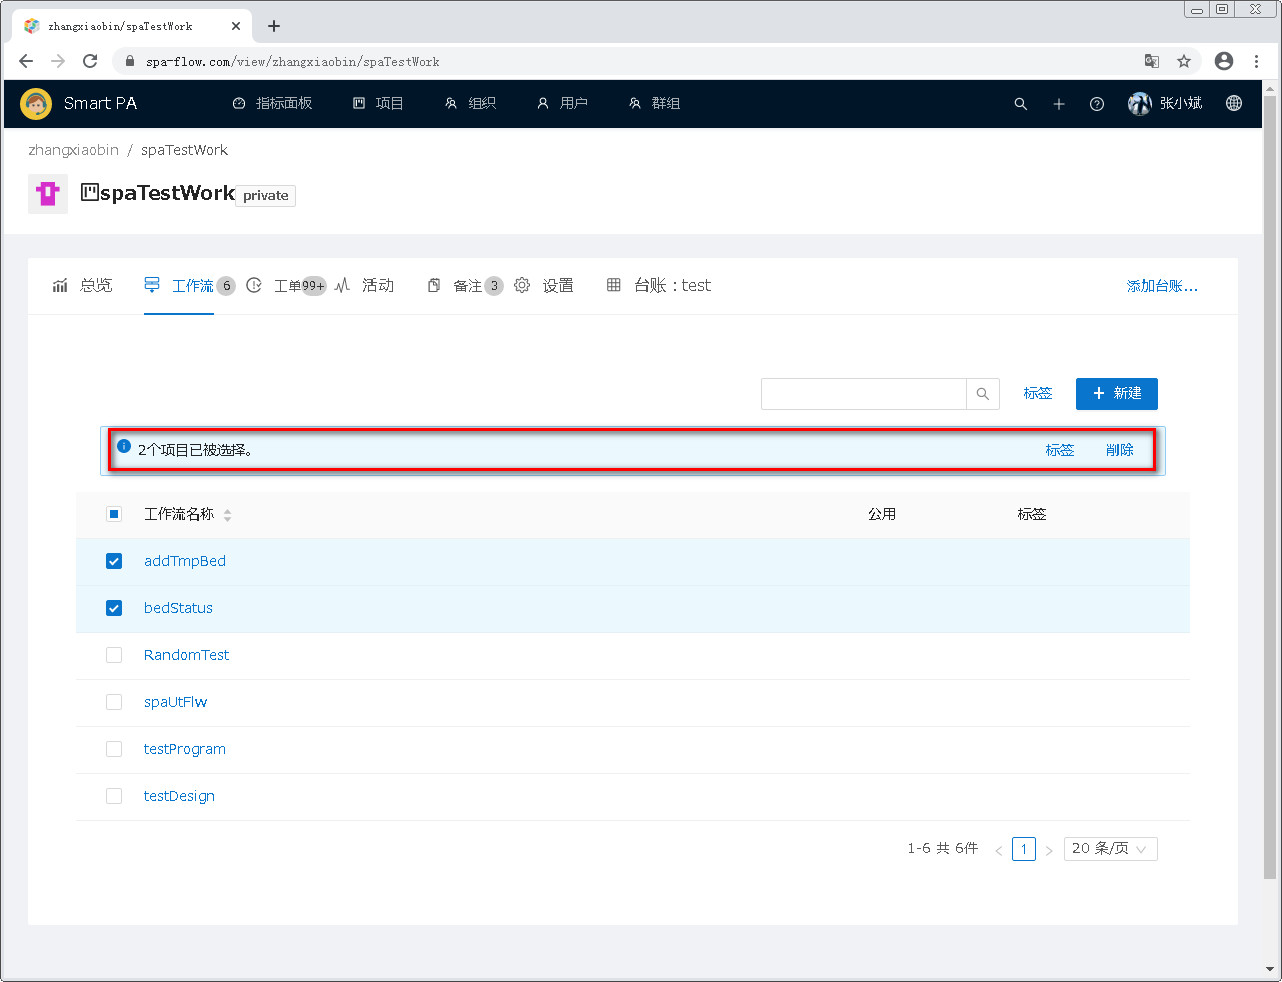 zhangxiaobin/spaTestWork
spa-flow.com/view/zhangxiaobin/spaTestWork
Smart PA 指标面板 项目 组织 用户 群组 张小斌
zhangxiaobin / spaTestWork
spaTestWork private
总览 工作流 6 工单 99+ 活动 备注 3 设置 台账：test 添加台账...
标签 + 新建
2个项目已被选择。 标签 删除
工作流名称 公用 标签
addTmpBed
bedStatus
RandomTest
spaUtFlw
testProgram
testDesign
1-6 共 6件 < 1 > 20 条/页